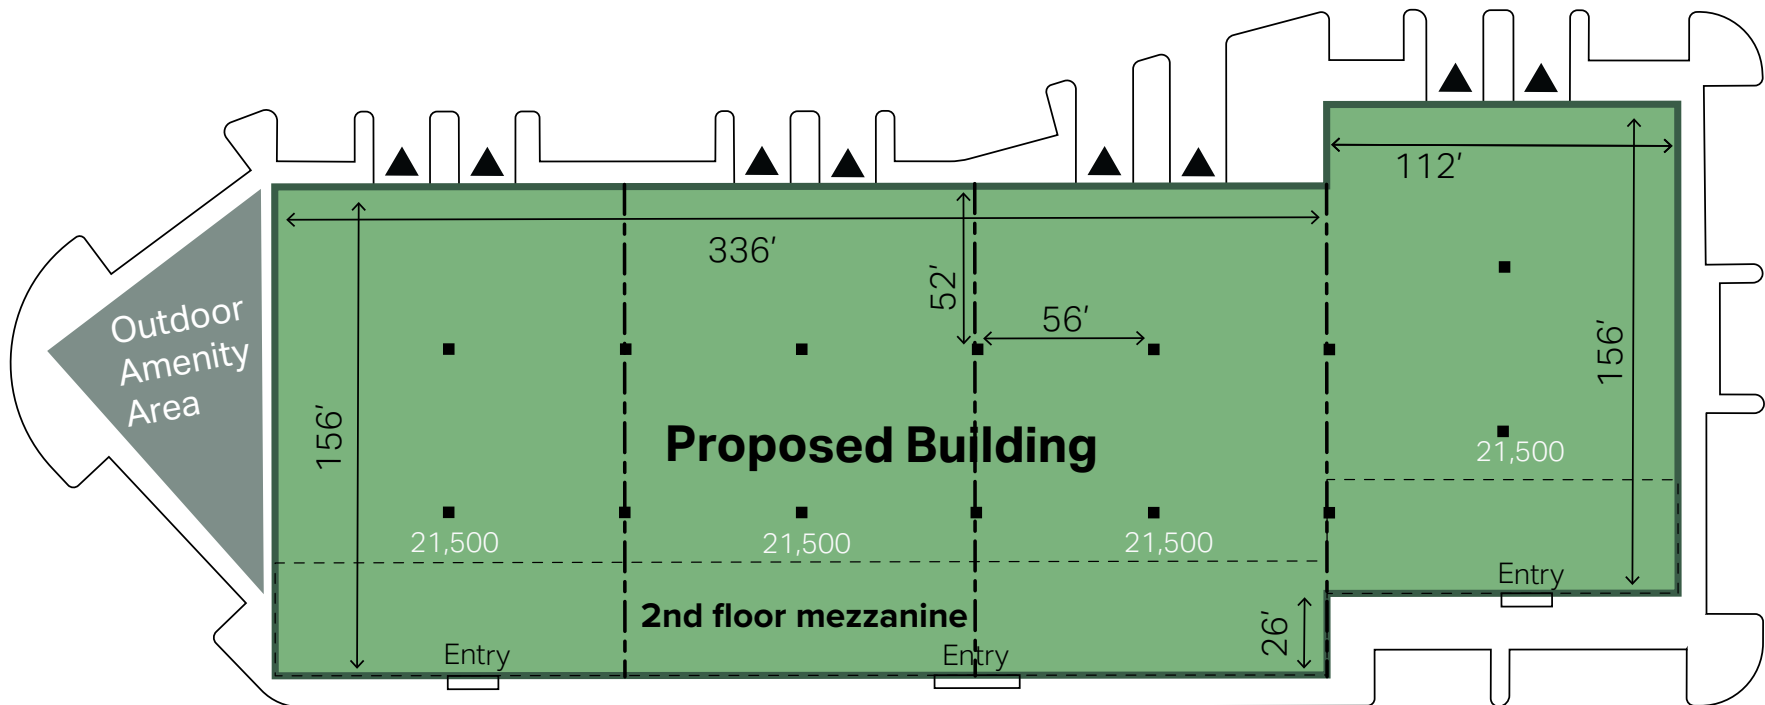 112’
336’
52’
56’
Outdoor
Amenity
Area
156’
156’
Proposed Building
21,500
21,500
21,500
21,500
Entry
2nd floor mezzanine
26’
Entry
Entry